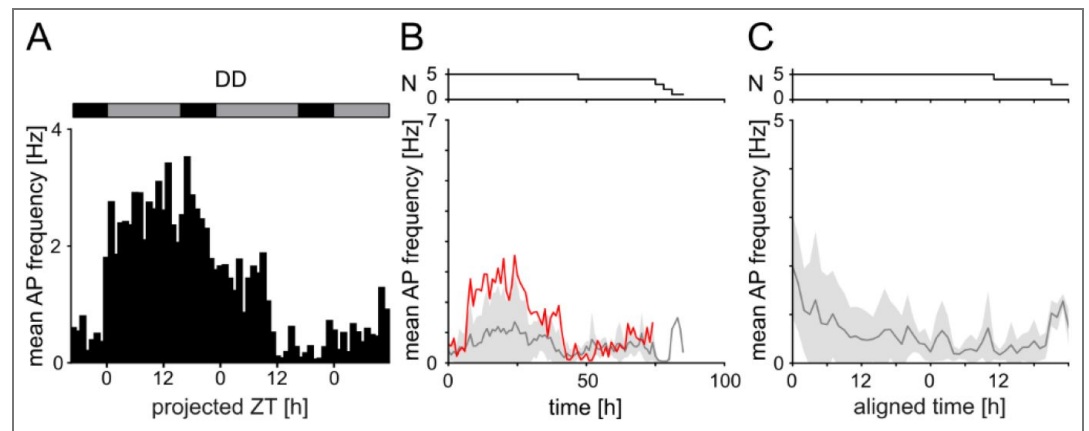 A
DD
mean AP frequency [Hz]
4
2
0
0 12 0 12 0
projected ZT [h]
B
N
5
0
mean AP frequency [Hz]
7
0
0 50 100
time [h]
C
N
5
0
mean AP frequency [Hz]
5
0
0 12 0 12
aligned time [h]